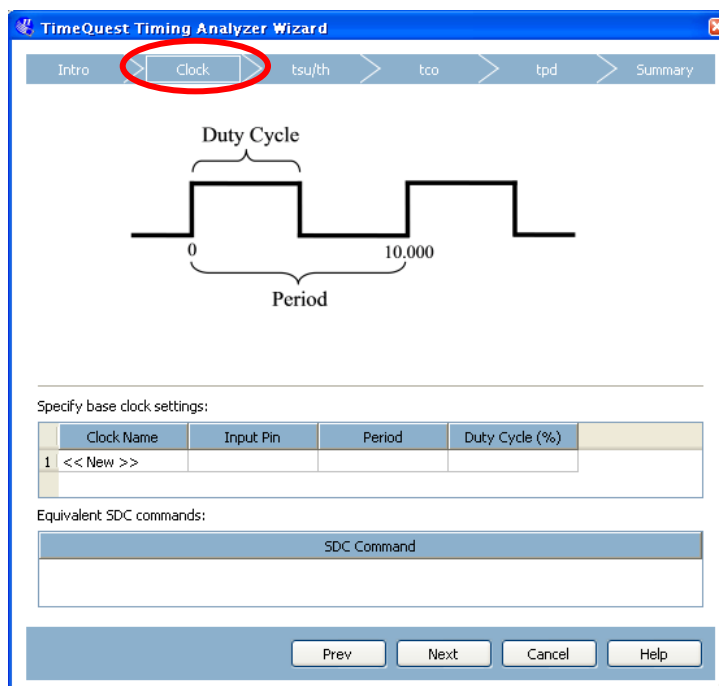 TimeQuest Timing Analyzer Wizard
Intro Clock tsu/th tco tpd Summary
Duty Cycle
0 10.000
Period
Specify base clock settings:
Clock Name Input Pin Period Duty Cycle (%)
1 << New >>
Equivalent SDC commands:
SDC Command
Prev Next Cancel Help